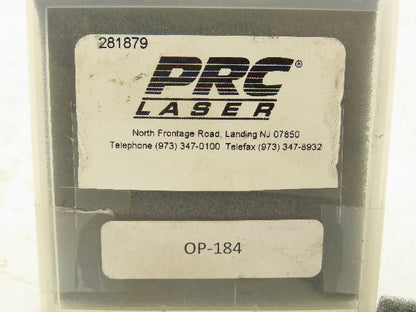 281879
PRC®
LASER
North Frontage Road, Landing NJ 07850
Telephone (973) 347-0100 Telefax (973) 347-8932
OP-184